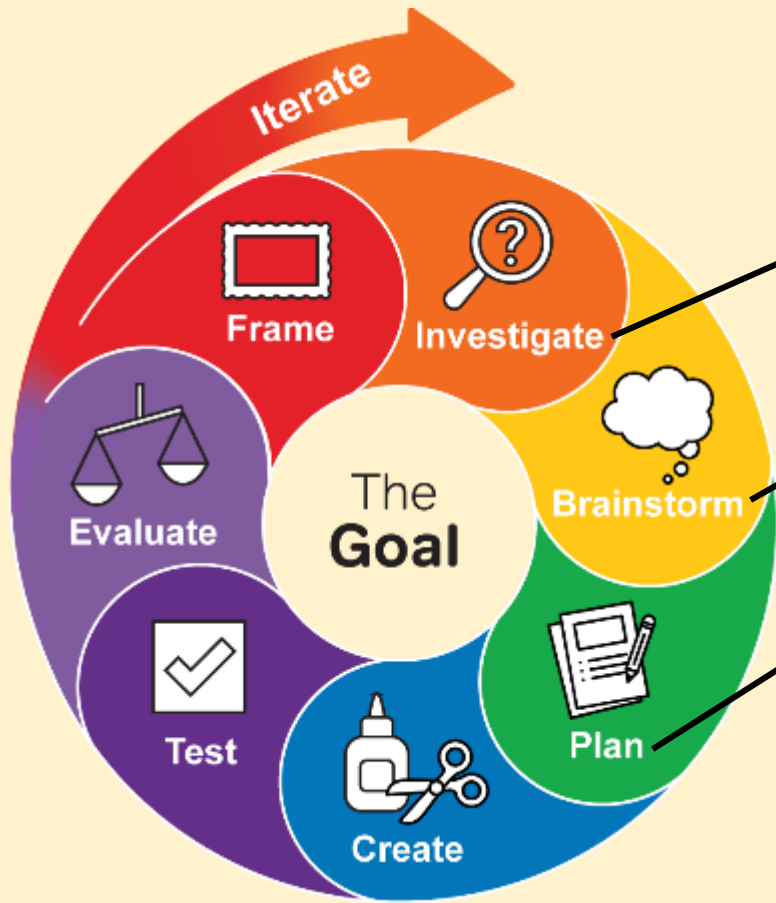 Iterate
Frame
Investigate
?
Brainstorm
Plan
Create
Test
Evaluate
The
Goal